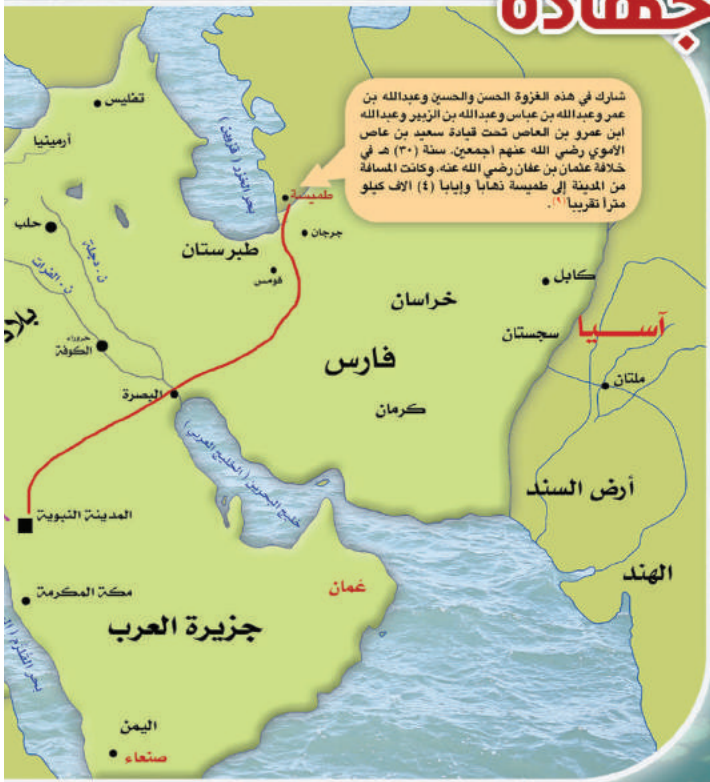 جهاده
شارك في هذه الغزوة الحسن والحسين وعبدالله بن
عمر وعبدالله بن عباس وعبدالله بن الزبير وعبدالله
ابن عمرو بن العاص تحت قيادة سعيد بن عاص
الأموي رضي الله عنهم أجمعين. سنة (٣٠) هـ في
خلافة عثمان بن عفان رضي الله عنه. وكانت المسافة
من المدينة إلى طميسة ذهاباً وإياباً (٤) آلاف كيلو
متراً تقريباً(٩).
تفليس
أرمينيا
بحر الخزر ( قزوين )
طميسة
جرجان
حلب
طبرستان
قومس
ن. دجلة
ن. الفرات
كابل
خراسان
آســـيا
سجستان
بلاد
حروراء
الكوفة
فارس
ملتان
البصرة
كرمان
خليج البحرين ( الخليج العربي )
أرض السند
المدينة النبوية
الهند
عُمان
مكة المكرمة
جزيرة العرب
بحر القلزم
اليمن
صنعاء